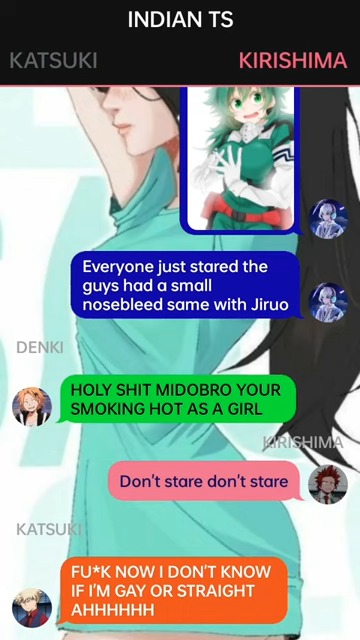 INDIAN TS
KATSUKI
KIRISHIMA
Everyone just stared the
guys had a small
nosebleed same with Jiruo
DENKI
HOLY SHIT MIDOBRO YOUR
SMOKING HOT AS A GIRL
KIRISHIMA
Don't stare don't stare
KATSUKI
FU*K NOW I DON'T KNOW
IF I'M GAY OR STRAIGHT
AHHHHHH